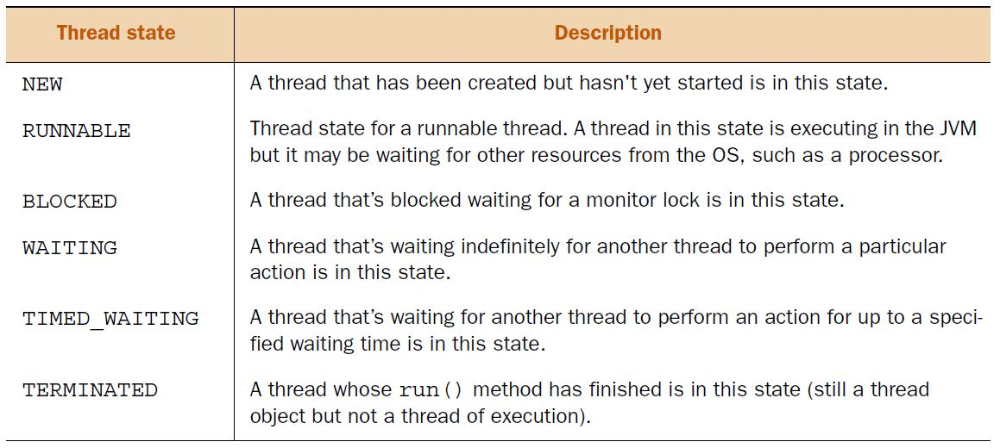 Thread state Description
NEW A thread that has been created but hasn't yet started is in this state.
RUNNABLE Thread state for a runnable thread. A thread in this state is executing in the JVM
but it may be waiting for other resources from the OS, such as a processor.
BLOCKED A thread that’s blocked waiting for a monitor lock is in this state.
WAITING A thread that’s waiting indefinitely for another thread to perform a particular
action is in this state.
TIMED_WAITING A thread that’s waiting for another thread to perform an action for up to a speci-
fied waiting time is in this state.
TERMINATED A thread whose run() method has finished is in this state (still a thread
object but not a thread of execution).